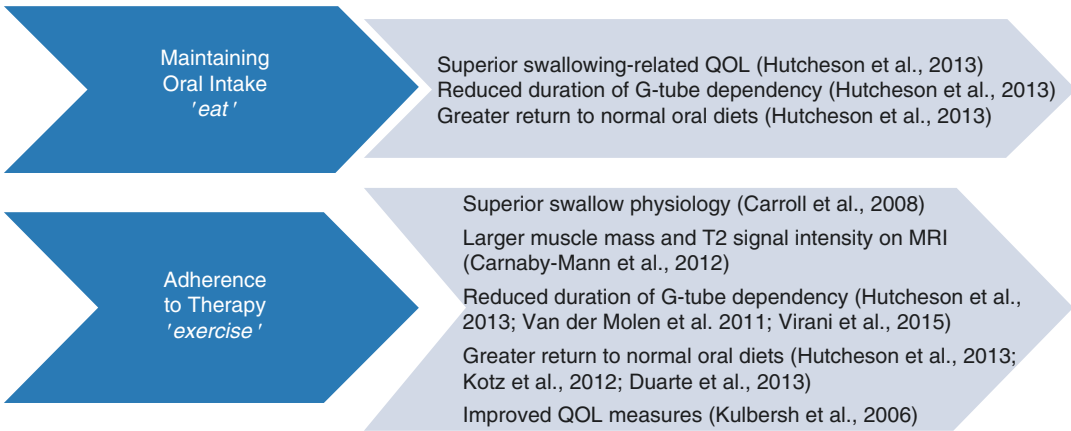 Maintaining
Oral Intake
'eat'
Superior swallowing-related QOL (Hutcheson et al., 2013)
Reduced duration of G-tube dependency (Hutcheson et al., 2013)
Greater return to normal oral diets (Hutcheson et al., 2013)
Adherence
to Therapy
'exercise'
Superior swallow physiology (Carroll et al., 2008)
Larger muscle mass and T2 signal intensity on MRI
(Carnaby-Mann et al., 2012)
Reduced duration of G-tube dependency (Hutcheson et al.,
2013; Van der Molen et al. 2011; Virani et al., 2015)
Greater return to normal oral diets (Hutcheson et al., 2013;
Kotz et al., 2012; Duarte et al., 2013)
Improved QOL measures (Kulbersh et al., 2006)